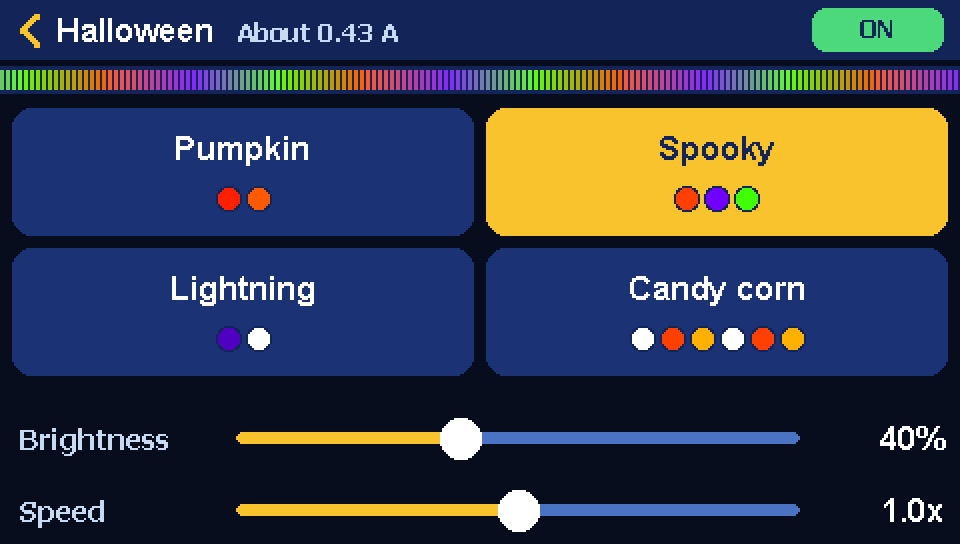 Halloween About 0.43 A ON
Pumpkin
Spooky
Lightning
Candy corn
Brightness 40%
Speed 1.0x